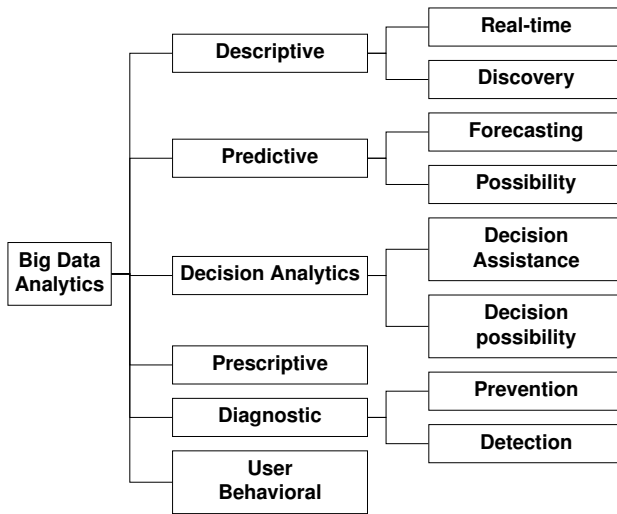 Big Data
Analytics
Descriptive
Real-time
Discovery
Predictive
Forecasting
Possibility
Decision Analytics
Decision
Assistance
Decision
possibility
Prescriptive
Diagnostic
Prevention
Detection
User
Behavioral